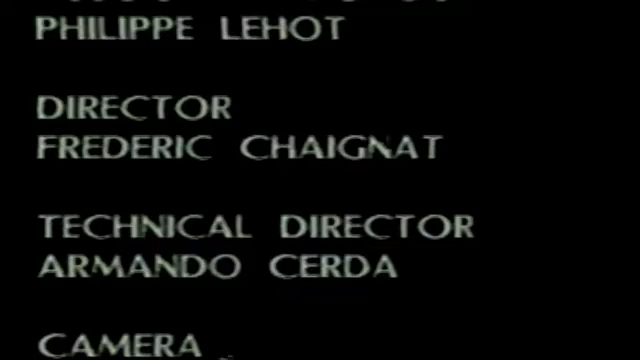 PHILIPPE LEHOT
DIRECTOR
FREDERIC CHAIGNAT
TECHNICAL DIRECTOR
ARMANDO CERDA
CAMERA